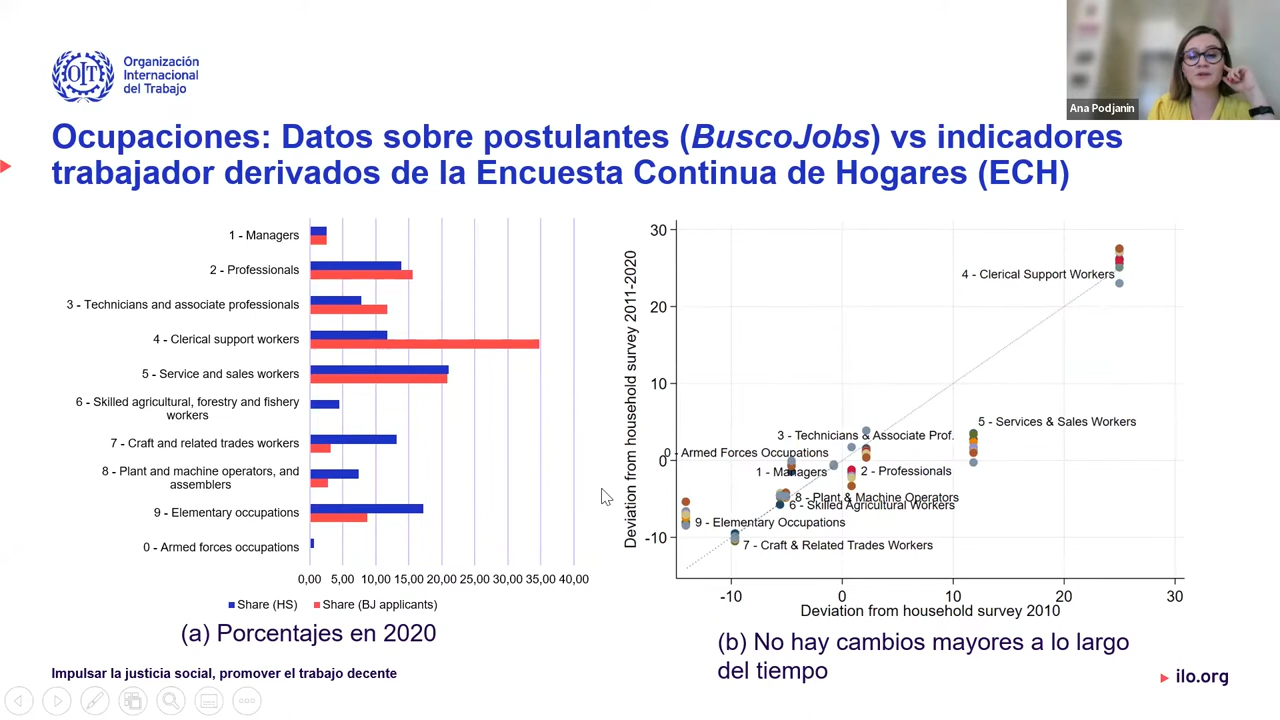 OIT
Organización
Internacional
del Trabajo
Ana Podjanin
Ocupaciones: Datos sobre postulantes (BuscoJobs) vs indicadores
trabajador derivados de la Encuesta Continua de Hogares (ECH)
1 - Managers
2 - Professionals
3 - Technicians and associate professionals
4 - Clerical support workers
5 - Service and sales workers
6 - Skilled agricultural, forestry and fishery
workers
7 - Craft and related trades workers
8 - Plant and machine operators, and
assemblers
9 - Elementary occupations
0 - Armed forces occupations
0,00 5,00 10,00 15,00 20,00 25,00 30,00 35,00 40,00
Share (HS) Share (BJ applicants)
(a) Porcentajes en 2020
Deviation from household survey 2011-2020
30
20
10
0
-10
4 - Clerical Support Workers
5 - Services & Sales Workers
3 - Technicians & Associate Prof.
0 - Armed Forces Occupations
1 - Managers
2 - Professionals
8 - Plant & Machine Operators
6 - Skilled Agricultural Workers
9 - Elementary Occupations
7 - Craft & Related Trades Workers
-10 0 10 20 30
Deviation from household survey 2010
(b) No hay cambios mayores a lo largo
del tiempo
Impulsar la justicia social, promover el trabajo decente
ilo.org